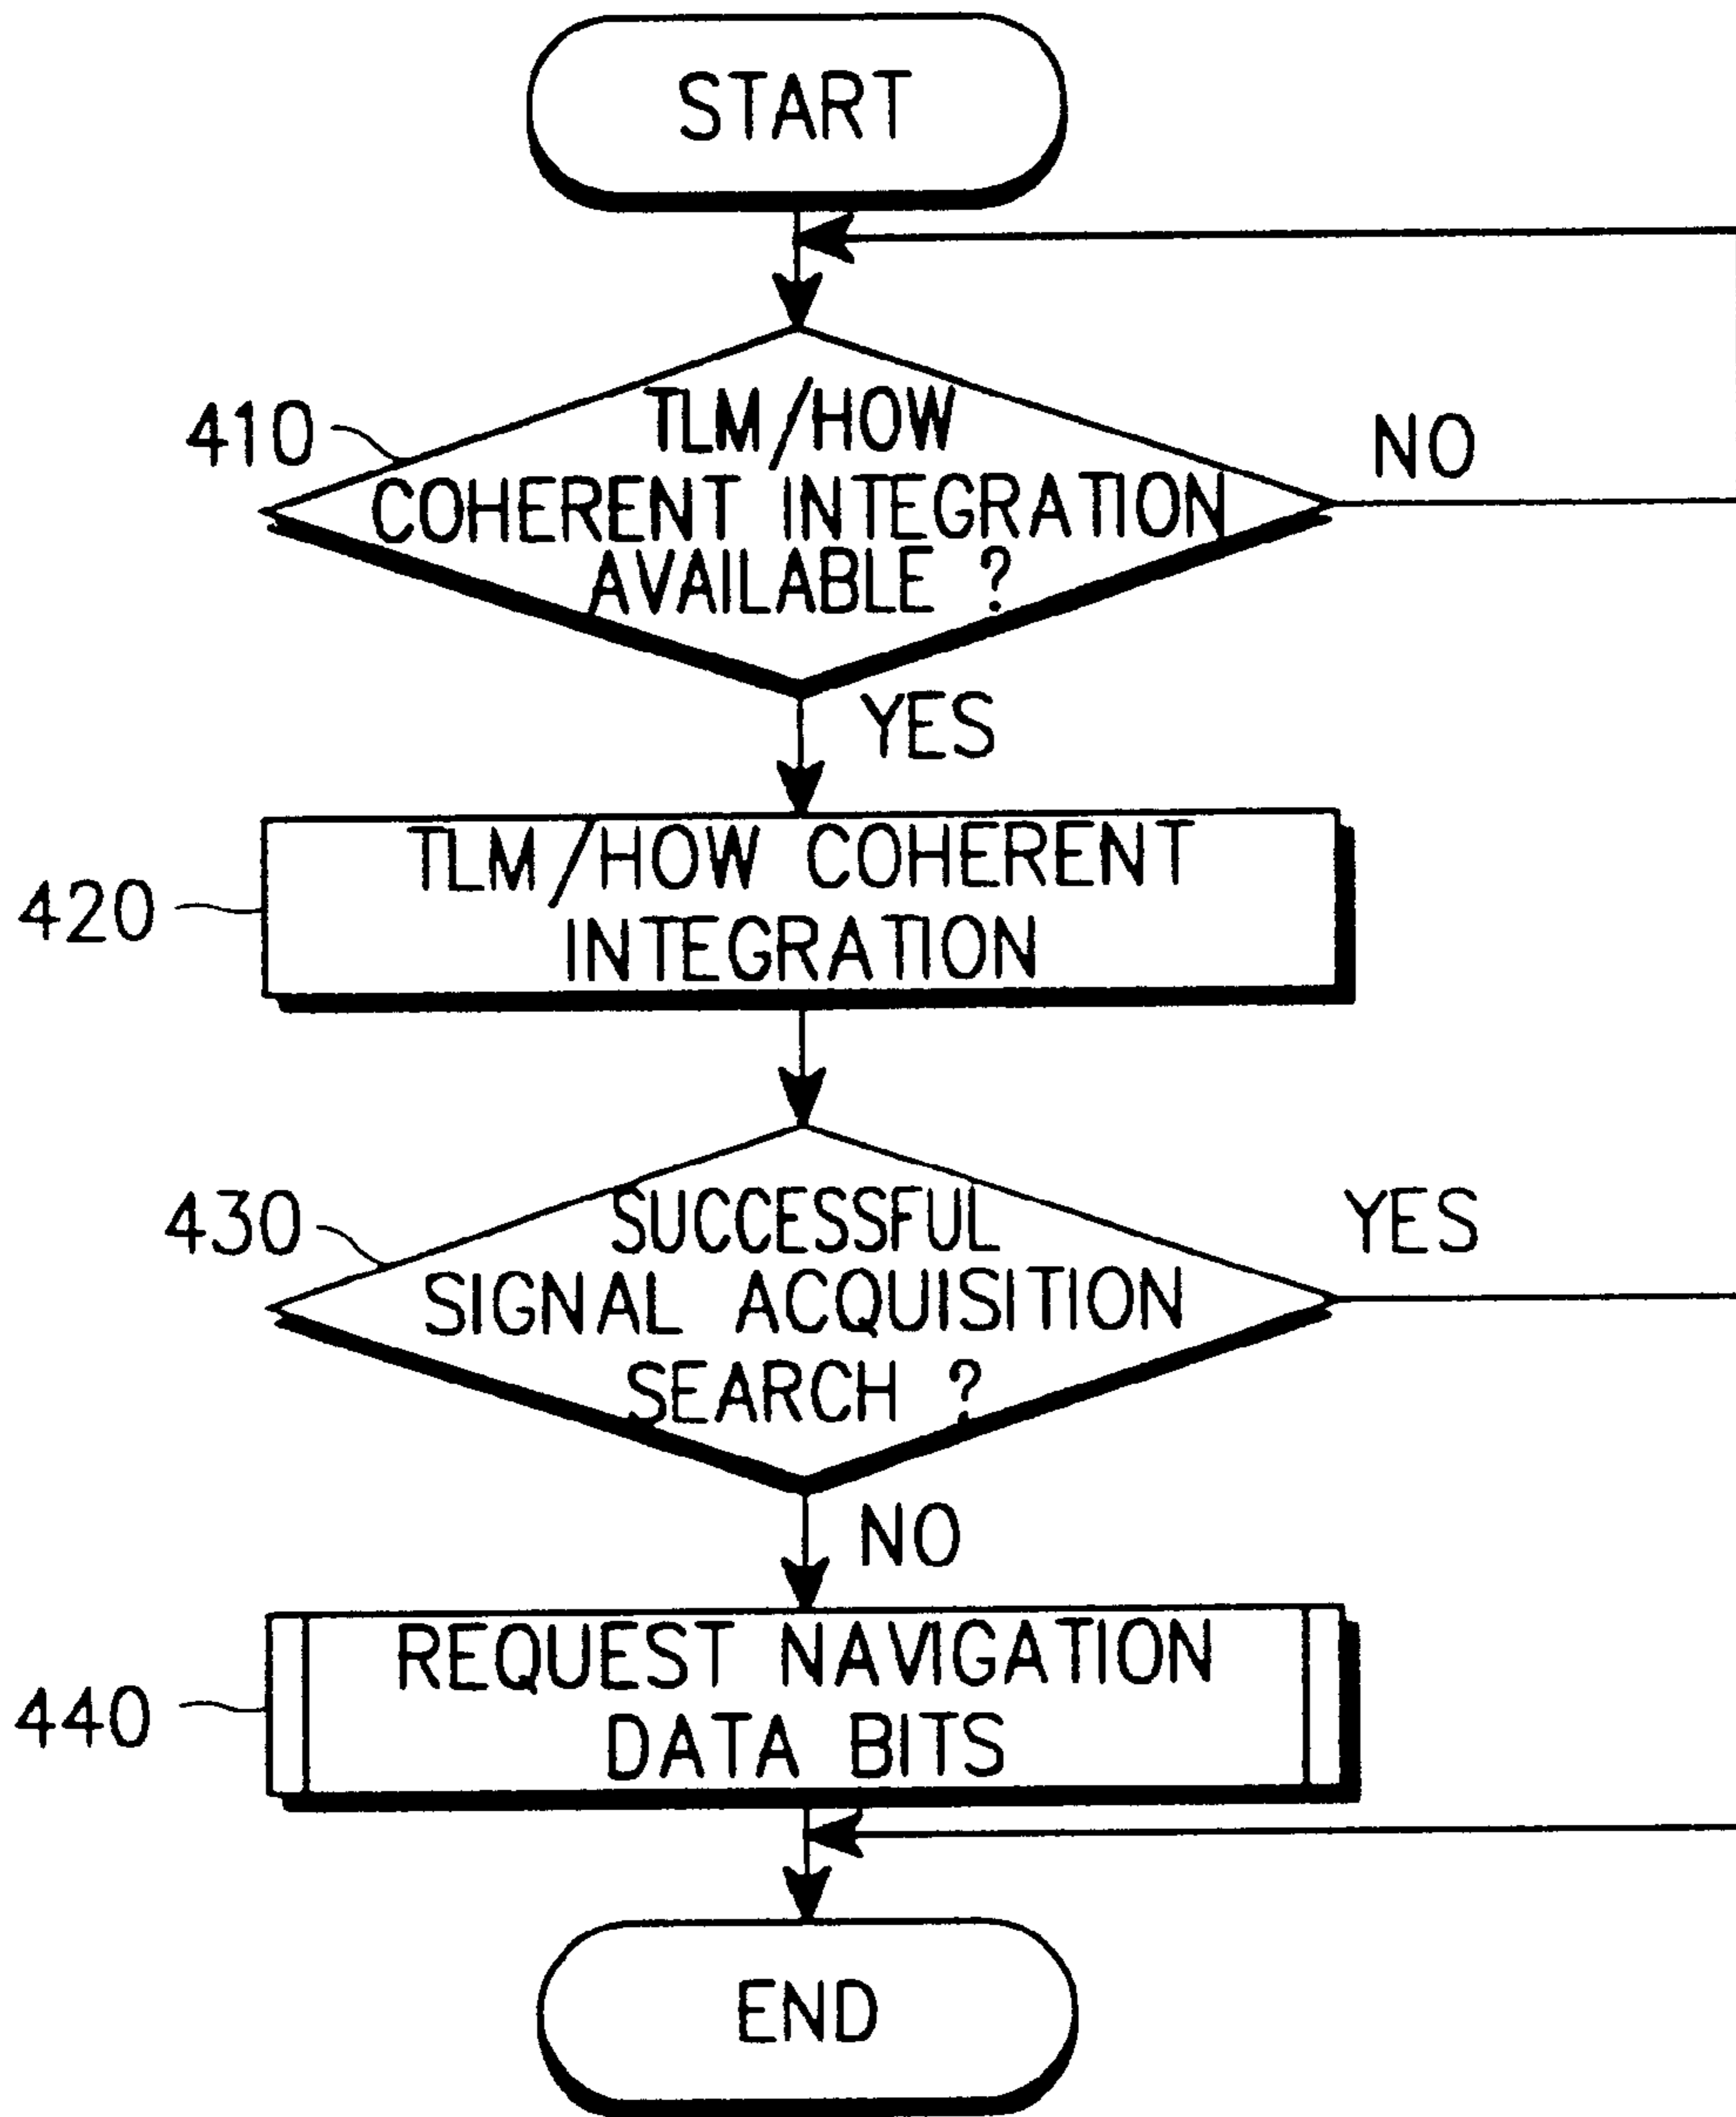 START
TLM/HOW
410
NO
COHERENT INTEGRATION
AVAILABLE ?
YES
TLM/HOW COHERENT
420
INTEGRATION
SUCCESSFUL
430
YES
SIGNAL ACQUISITION
SEARCH ?
NO
REQUEST NAVIGATION
440
DATA BITS
END